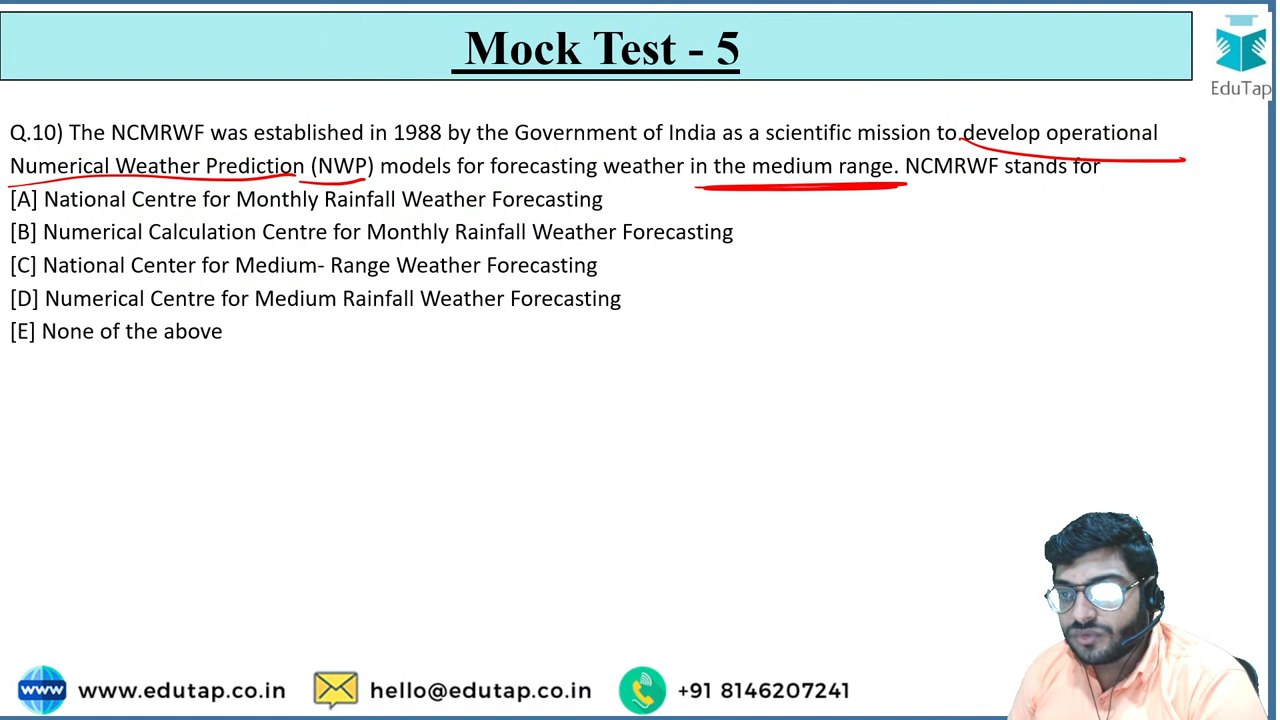 Mock Test - 5
EduTap
Q.10) The NCMRWF was established in 1988 by the Government of India as a scientific mission to develop operational
Numerical Weather Prediction (NWP) models for forecasting weather in the medium range. NCMRWF stands for
[A] National Centre for Monthly Rainfall Weather Forecasting
[B] Numerical Calculation Centre for Monthly Rainfall Weather Forecasting
[C] National Center for Medium- Range Weather Forecasting
[D] Numerical Centre for Medium Rainfall Weather Forecasting
[E] None of the above
www www.edutap.co.in hello@edutap.co.in +91 8146207241